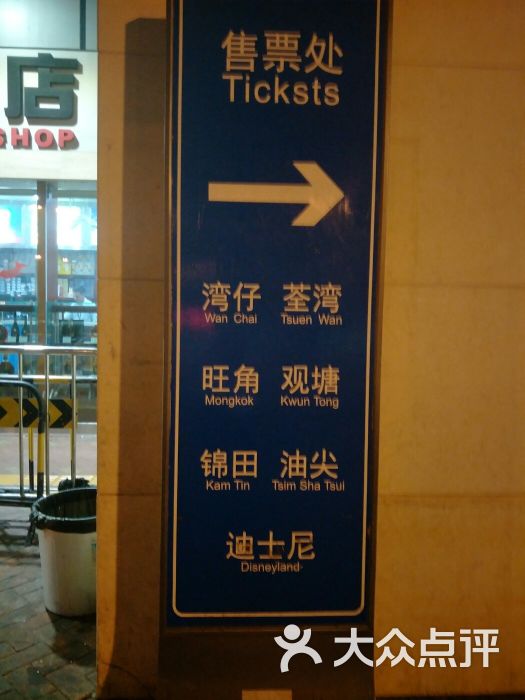 店
SHOP
售票处
Ticksts
湾仔 荃湾
Wan Chai Tsuen Wan
旺角 观塘
Mongkok Kwun Tong
锦田 油尖
Kam Tin Tsim Sha Tsui
迪士尼
Disneyland
大众点评